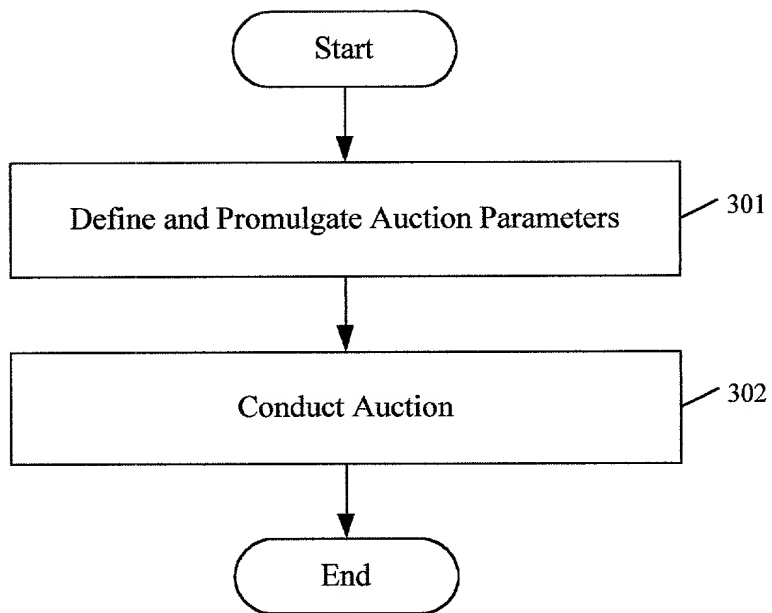 Start
Define and Promulgate Auction Parameters
301
Conduct Auction
302
End